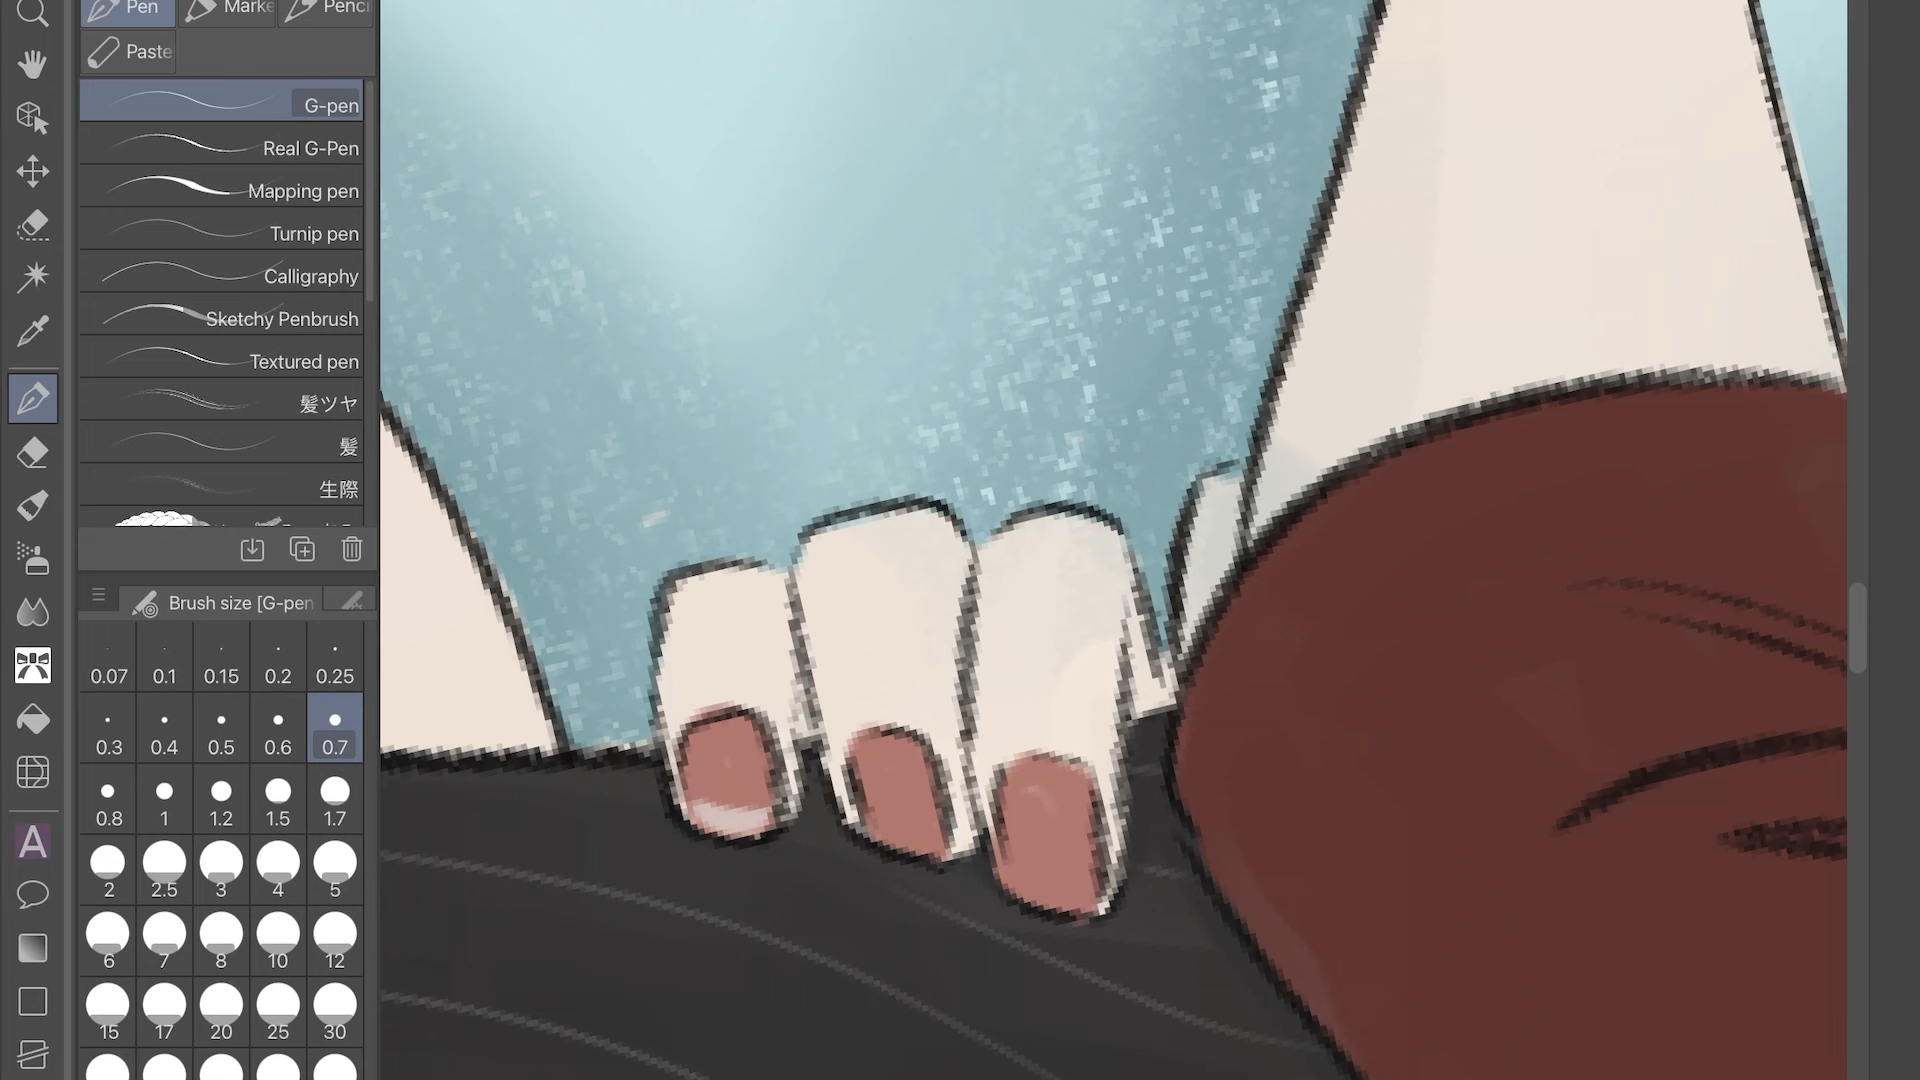 Pen
Marke
Penci
Paste
G-pen
Real G-Pen
Mapping pen
Turnip pen
Calligraphy
Sketchy Penbrush
Textured pen
髪ツヤ
髪
生際
Brush size [G-pen
0.07 0.1 0.15 0.2 0.25
0.3 0.4 0.5 0.6 0.7
0.8 1 1.2 1.5 1.7
2 2.5 3 4 5
6 7 8 10 12
15 17 20 25 30
A